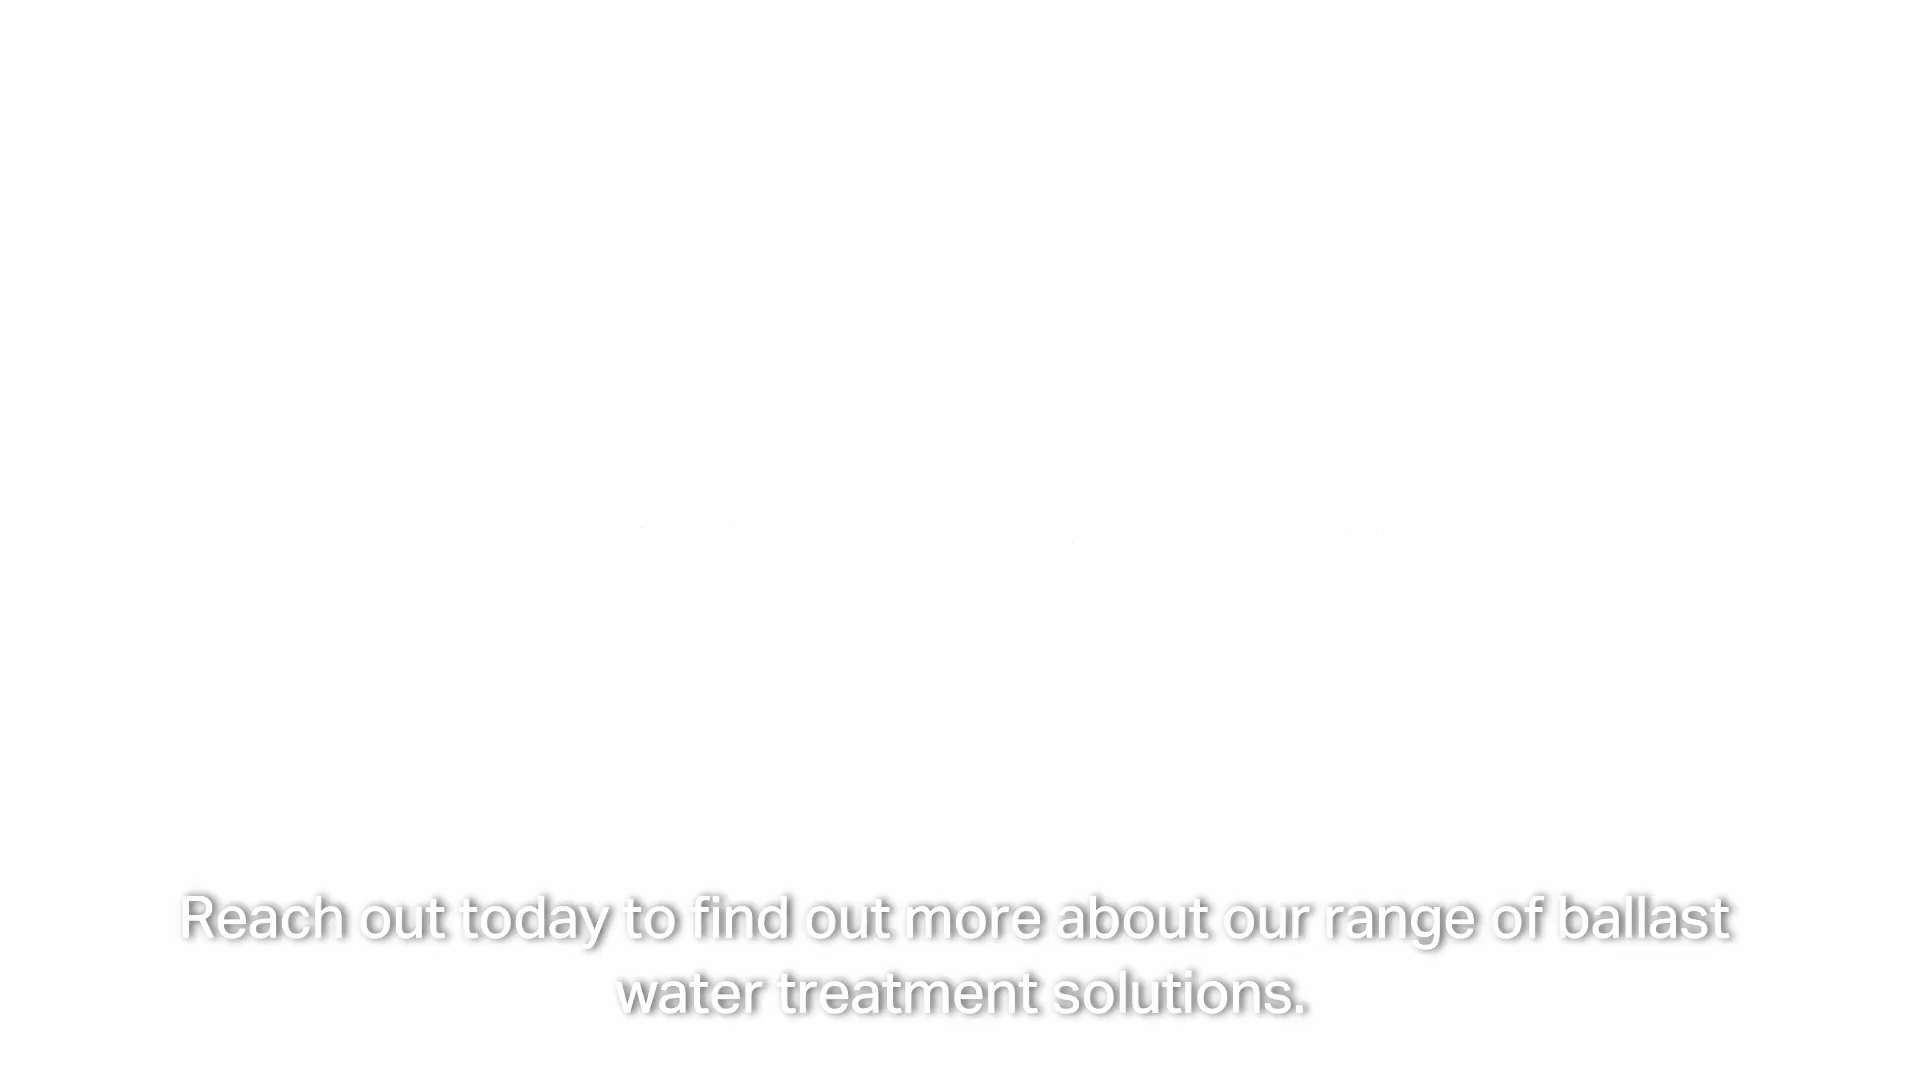 Reach out today to find out more about our range of ballast
water treatment solutions.